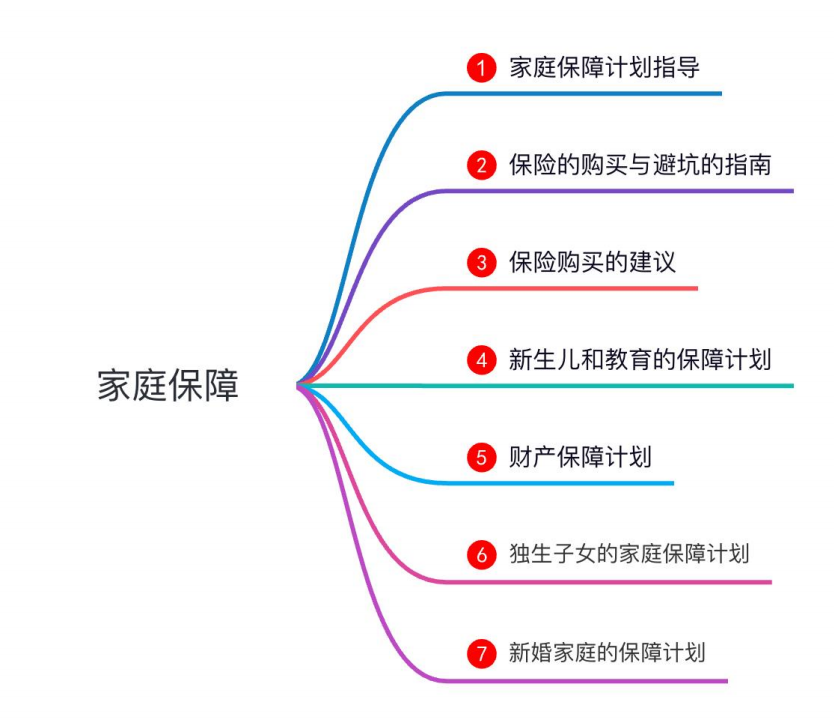 1 家庭保障计划指导
2 保险的购买与避坑的指南
3 保险购买的建议
家庭保障
4 新生儿和教育的保障计划
5 财产保障计划
6 独生子女的家庭保障计划
7 新婚家庭的保障计划